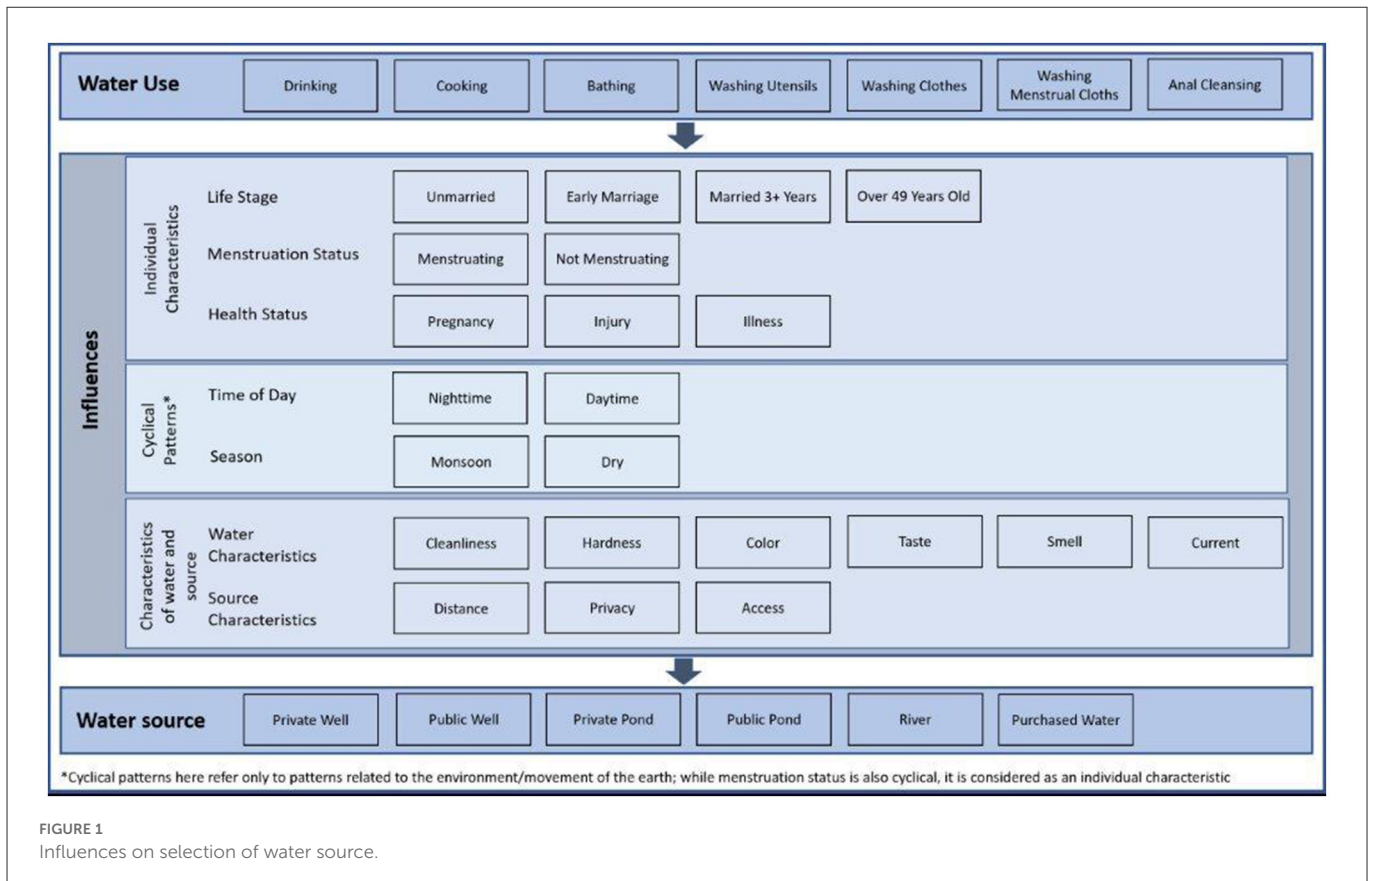 Water Use
Drinking
Cooking
Bathing
Washing Utensils
Washing Clothes
Washing
Menstrual Cloths
Anal Cleansing
Influences
Individual
Characteristics
Life Stage
Unmarried
Early Marriage
Married 3+ Years
Over 49 Years Old
Menstruation Status
Menstruating
Not Menstruating
Health Status
Pregnancy
Injury
Illness
Cyclical
Patterns*
Time of Day
Nighttime
Daytime
Season
Monsoon
Dry
Characteristics
of water and
source
Water
Characteristics
Cleanliness
Hardness
Color
Taste
Smell
Current
Source
Characteristics
Distance
Privacy
Access
Water source
Private Well
Public Well
Private Pond
Public Pond
River
Purchased Water
*Cyclical patterns here refer only to patterns related to the environment/movement of the earth; while menstruation status is also cyclical, it is considered as an individual characteristic
FIGURE 1
Influences on selection of water source.